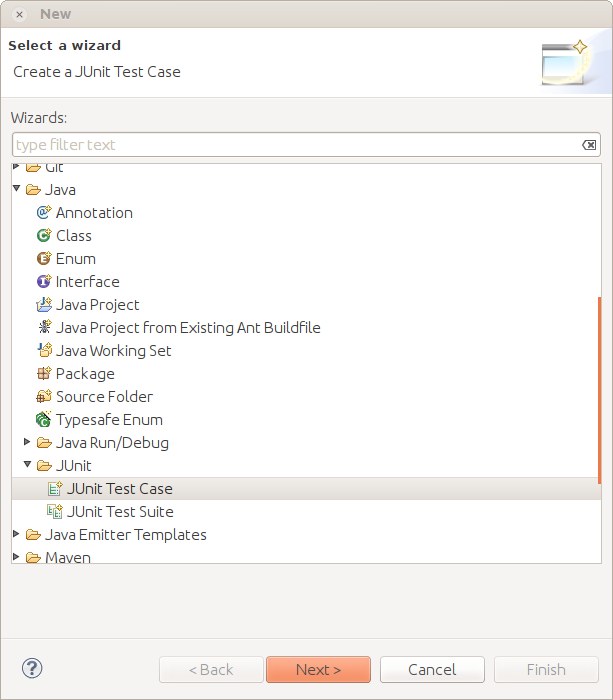 New
Select a wizard
Create a JUnit Test Case
Wizards:
type filter text
Git
Java
Annotation
Class
Enum
Interface
Java Project
Java Project from Existing Ant Buildfile
Java Working Set
Package
Source Folder
Typesafe Enum
Java Run/Debug
JUnit
JUnit Test Case
JUnit Test Suite
Java Emitter Templates
Maven
? < Back Next > Cancel Finish